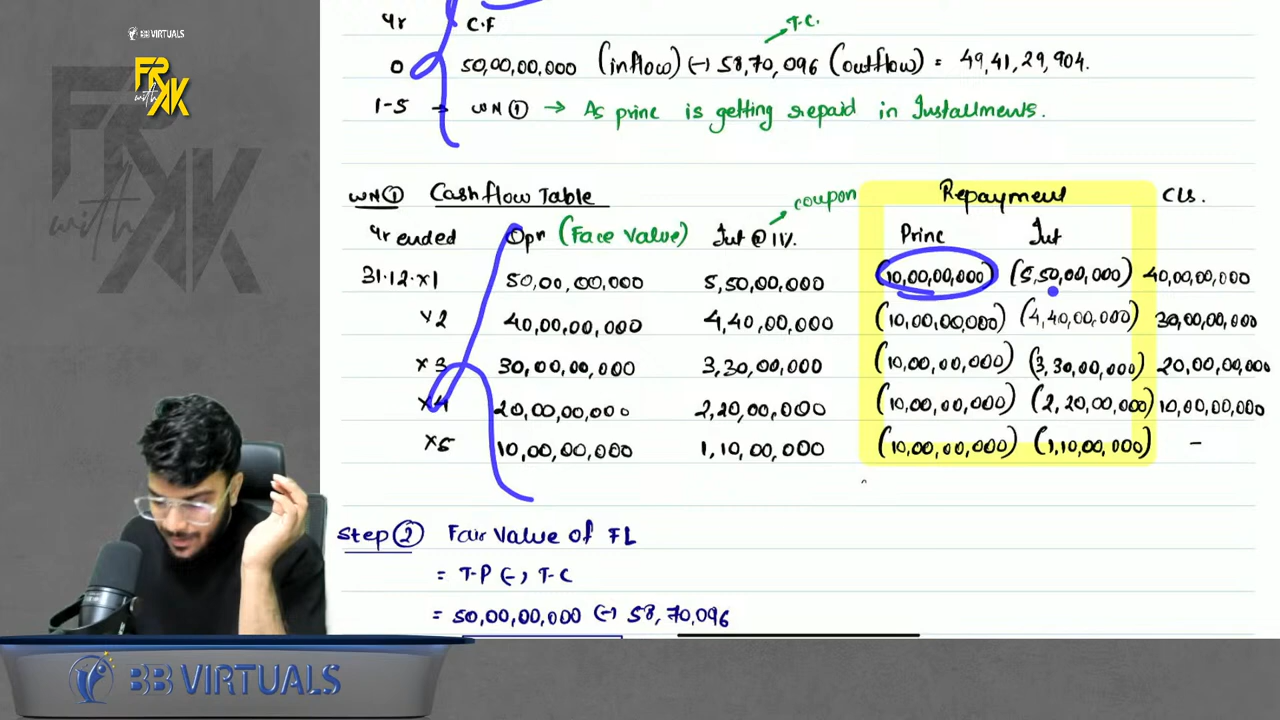 BB VIRTUALS
FR with AK
FR with AK
Yr C.F
T.C.
0 50,00,00,000 (inflow) (-) 58,70,096 (outflow) = 49,41,29,904.
1-5 → WN① → As princ is getting repaid in Installments.
WN① Cashflow Table Repayment Cls.
coupon
Yr ended Opn (Face Value) Int @ 11%. Princ Int
31.12.x1 50,00,00,000 5,50,00,000 (10,00,00,000) (5,50,00,000) 40,00,00,000
x2 40,00,00,000 4,40,00,000 (10,00,00,000) (4,40,00,000) 30,00,00,000
x3 30,00,00,000 3,30,00,000 (10,00,00,000) (3,30,00,000) 20,00,00,000
x4 20,00,00,000 2,20,00,000 (10,00,00,000) (2,20,00,000) 10,00,00,000
x5 10,00,00,000 1,10,00,000 (10,00,00,000) (1,10,00,000) -
Step ② Fair Value of FL
= T.P (-) T-C
= 50,00,00,000 (-) 58,70,096
BB VIRTUALS